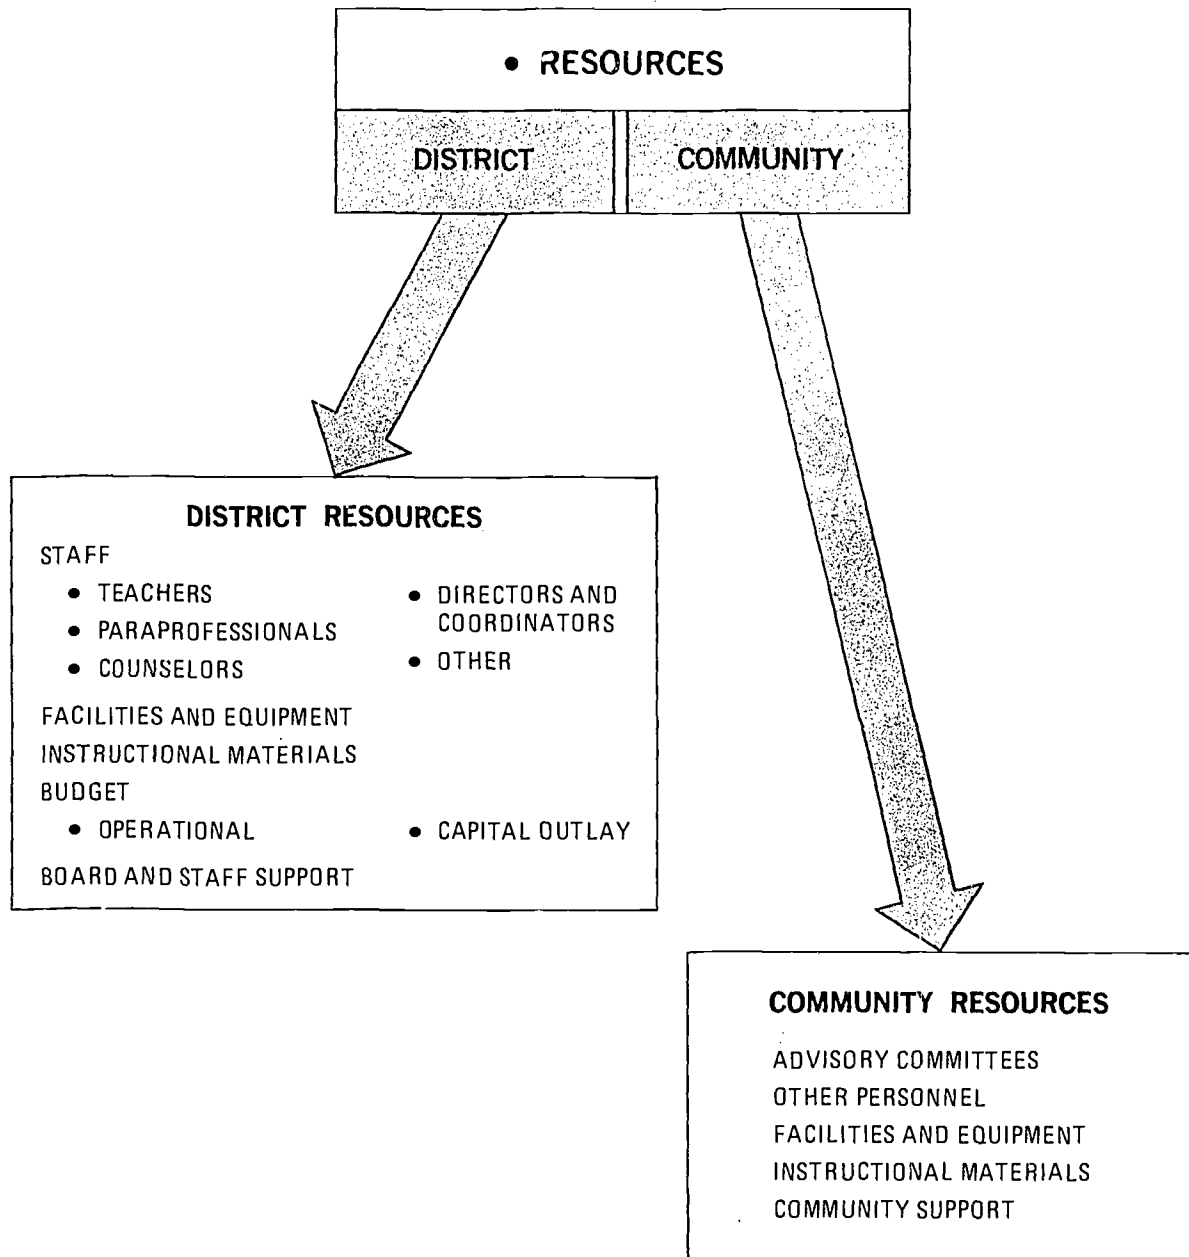 • RESOURCES
DISTRICT
COMMUNITY
DISTRICT RESOURCES
STAFF
• TEACHERS
• PARAPROFESSIONALS
• COUNSELORS
• DIRECTORS AND
COORDINATORS
• OTHER
FACILITIES AND EQUIPMENT
INSTRUCTIONAL MATERIALS
BUDGET
• OPERATIONAL
• CAPITAL OUTLAY
BOARD AND STAFF SUPPORT
COMMUNITY RESOURCES
ADVISORY COMMITTEES
OTHER PERSONNEL
FACILITIES AND EQUIPMENT
INSTRUCTIONAL MATERIALS
COMMUNITY SUPPORT